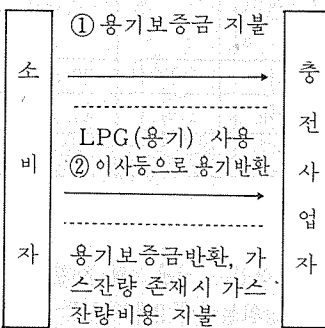 ① 용기보증금 지불
소비자
충전사업자
LPG(용기) 사용
② 이사등으로 용기반환
용기보증금반환, 가
스잔량 존재시 가스
잔량비용 지불